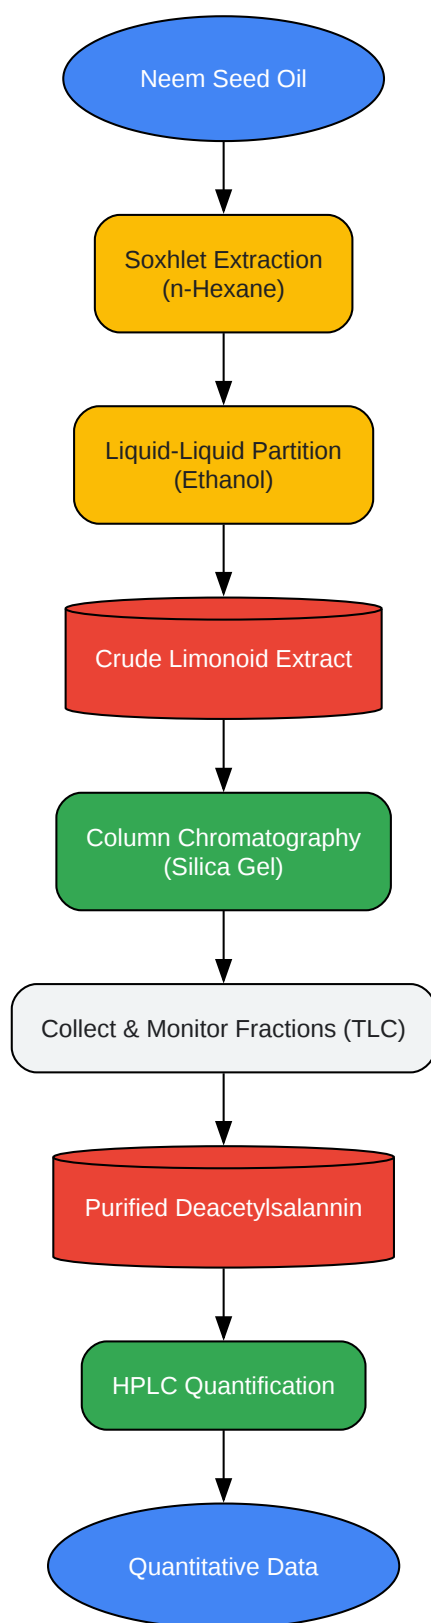 Neem Seed Oil
Soxhlet Extraction
(n-Hexane)
Liquid-Liquid Partition
(Ethanol)
Crude Limonoid Extract
Column Chromatography
(Silica Gel)
Collect & Monitor Fractions (TLC)
Purified Deacetylsalannin
HPLC Quantification
Quantitative Data